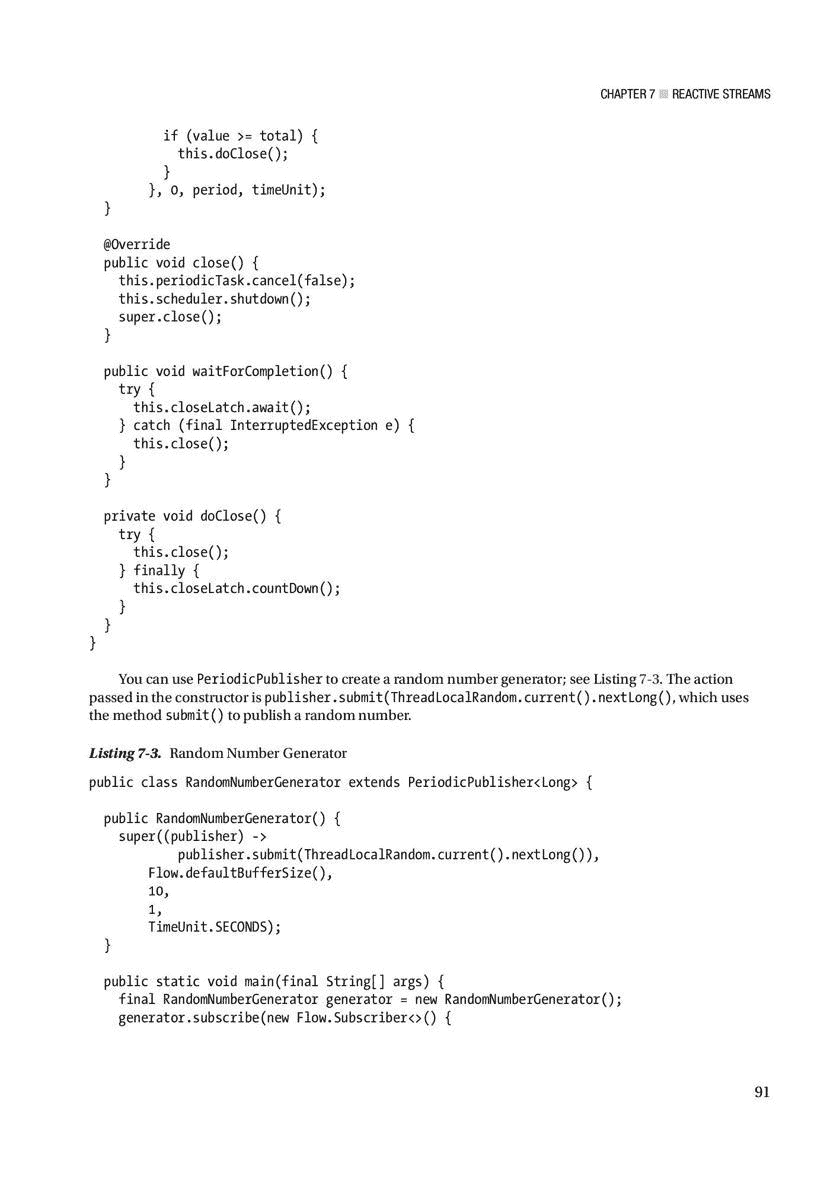 CHAPTER 7 ▒ REACTIVE STREAMS
          if (value >= total) {
            this.doClose();
          }
        }, 0, period, timeUnit);
  }

  @Override
  public void close() {
    this.periodicTask.cancel(false);
    this.scheduler.shutdown();
    super.close();
  }

  public void waitForCompletion() {
    try {
      this.closeLatch.await();
    } catch (final InterruptedException e) {
      this.close();
    }
  }

  private void doClose() {
    try {
      this.close();
    } finally {
      this.closeLatch.countDown();
    }
  }
}

You can use PeriodicPublisher to create a random number generator; see Listing 7-3. The action
passed in the constructor is publisher.submit(ThreadLocalRandom.current().nextLong(), which uses
the method submit() to publish a random number.

Listing 7-3. Random Number Generator
public class RandomNumberGenerator extends PeriodicPublisher<Long> {

  public RandomNumberGenerator() {
    super((publisher) ->
            publisher.submit(ThreadLocalRandom.current().nextLong()),
        Flow.defaultBufferSize(),
        10,
        1,
        TimeUnit.SECONDS);
  }

  public static void main(final String[] args) {
    final RandomNumberGenerator generator = new RandomNumberGenerator();
    generator.subscribe(new Flow.Subscriber<>() {

91